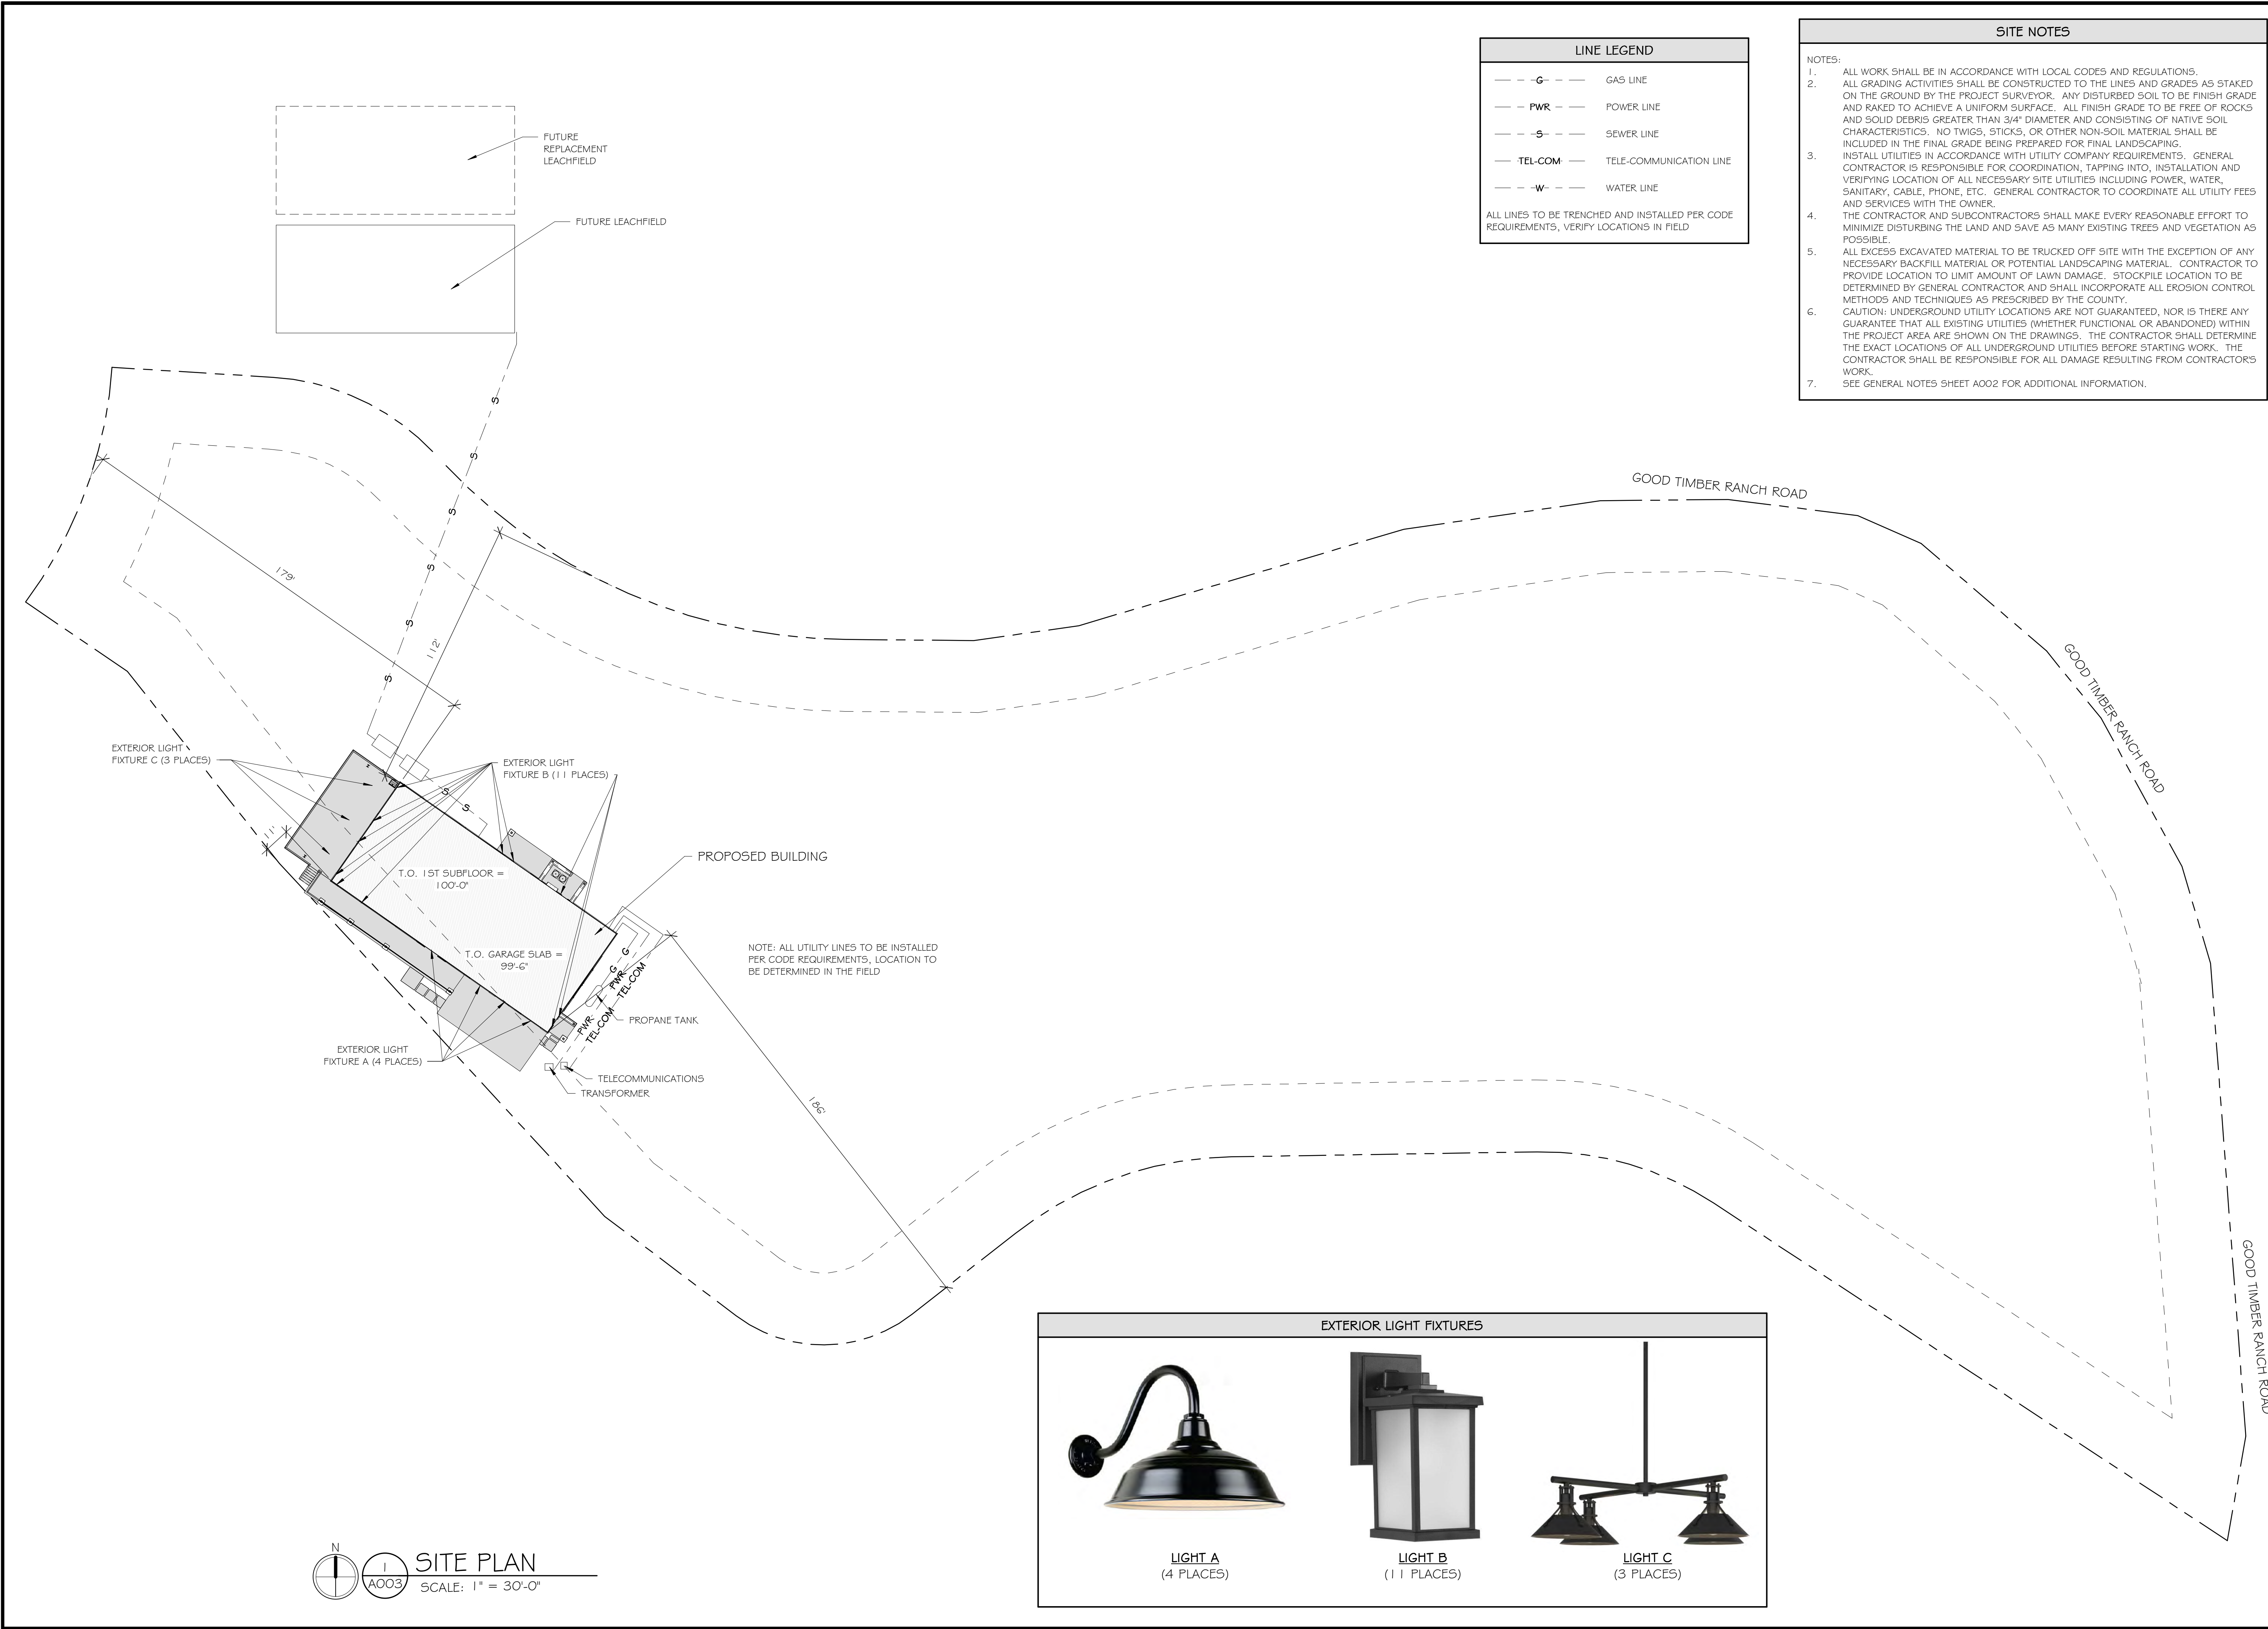 LINE LEGEND
G GAS LINE
PWR POWER LINE
S SEWER LINE
TEL-COM TELE-COMMUNICATION LINE
W WATER LINE
ALL LINES TO BE TRENCHED AND INSTALLED PER CODE
REQUIREMENTS, VERIFY LOCATIONS IN FIELD
SITE NOTES
NOTES:
1. ALL WORK SHALL BE IN ACCORDANCE WITH LOCAL CODES AND REGULATIONS.
2. ALL GRADING ACTIVITIES SHALL BE CONSTRUCTED TO THE LINES AND GRADES AS STAKED
ON THE GROUND BY THE PROJECT SURVEYOR. ANY DISTURBED SOIL TO BE FINISH GRADE
AND RAKED TO ACHIEVE A UNIFORM SURFACE. ALL FINISH GRADE TO BE FREE OF ROCKS
AND SOLID DEBRIS GREATER THAN 3/4" DIAMETER AND CONSISTING OF NATIVE SOIL
CHARACTERISTICS. NO TWIGS, STICKS, OR OTHER NON-SOIL MATERIAL SHALL BE
INCLUDED IN THE FINAL GRADE BEING PREPARED FOR FINAL LANDSCAPING.
3. INSTALL UTILITIES IN ACCORDANCE WITH UTILITY COMPANY REQUIREMENTS. GENERAL
CONTRACTOR IS RESPONSIBLE FOR COORDINATION, TAPPING INTO, INSTALLATION AND
VERIFYING LOCATION OF ALL NECESSARY SITE UTILITIES INCLUDING POWER, WATER,
SANITARY, CABLE, PHONE, ETC. GENERAL CONTRACTOR TO COORDINATE ALL UTILITY FEES
AND SERVICES WITH THE OWNER.
4. THE CONTRACTOR AND SUBCONTRACTORS SHALL MAKE EVERY REASONABLE EFFORT TO
MINIMIZE DISTURBING THE LAND AND SAVE AS MANY EXISTING TREES AND VEGETATION AS
POSSIBLE.
5. ALL EXCESS EXCAVATED MATERIAL TO BE TRUCKED OFF SITE WITH THE EXCEPTION OF ANY
NECESSARY BACKFILL MATERIAL OR POTENTIAL LANDSCAPING MATERIAL. CONTRACTOR TO
PROVIDE LOCATION TO LIMIT AMOUNT OF LAWN DAMAGE. STOCKPILE LOCATION TO BE
DETERMINED BY GENERAL CONTRACTOR AND SHALL INCORPORATE ALL EROSION CONTROL
METHODS AND TECHNIQUES AS PRESCRIBED BY THE COUNTY.
6. CAUTION: UNDERGROUND UTILITY LOCATIONS ARE NOT GUARANTEED, NOR IS THERE ANY
GUARANTEE THAT ALL EXISTING UTILITIES (WHETHER FUNCTIONAL OR ABANDONED) WITHIN
THE PROJECT AREA ARE SHOWN ON THE DRAWINGS. THE CONTRACTOR SHALL DETERMINE
THE EXACT LOCATIONS OF ALL UNDERGROUND UTILITIES BEFORE STARTING WORK. THE
CONTRACTOR SHALL BE RESPONSIBLE FOR ALL DAMAGE RESULTING FROM CONTRACTOR'S
WORK.
7. SEE GENERAL NOTES SHEET A002 FOR ADDITIONAL INFORMATION.
FUTURE
REPLACEMENT
LEACHFIELD
FUTURE LEACHFIELD
S
S
S
S
S
S
179'
112'
GOOD TIMBER RANCH ROAD
GOOD TIMBER RANCH ROAD
GOOD TIMBER RANCH ROAD
EXTERIOR LIGHT
FIXTURE C (3 PLACES)
EXTERIOR LIGHT
FIXTURE B (11 PLACES)
S
S
11'
PROPOSED BUILDING
T.O. 1ST SUBFLOOR =
100'-0"
T.O. GARAGE SLAB =
99'-6"
NOTE: ALL UTILITY LINES TO BE INSTALLED
PER CODE REQUIREMENTS, LOCATION TO
BE DETERMINED IN THE FIELD
G
G
PWR
TEL-COM
PWR
TEL-COM
PROPANE TANK
EXTERIOR LIGHT
FIXTURE A (4 PLACES)
TELECOMMUNICATIONS
TRANSFORMER
186'
EXTERIOR LIGHT FIXTURES
LIGHT A
(4 PLACES)
LIGHT B
(11 PLACES)
LIGHT C
(3 PLACES)
N
1
A003
SITE PLAN
SCALE: 1" = 30'-0"